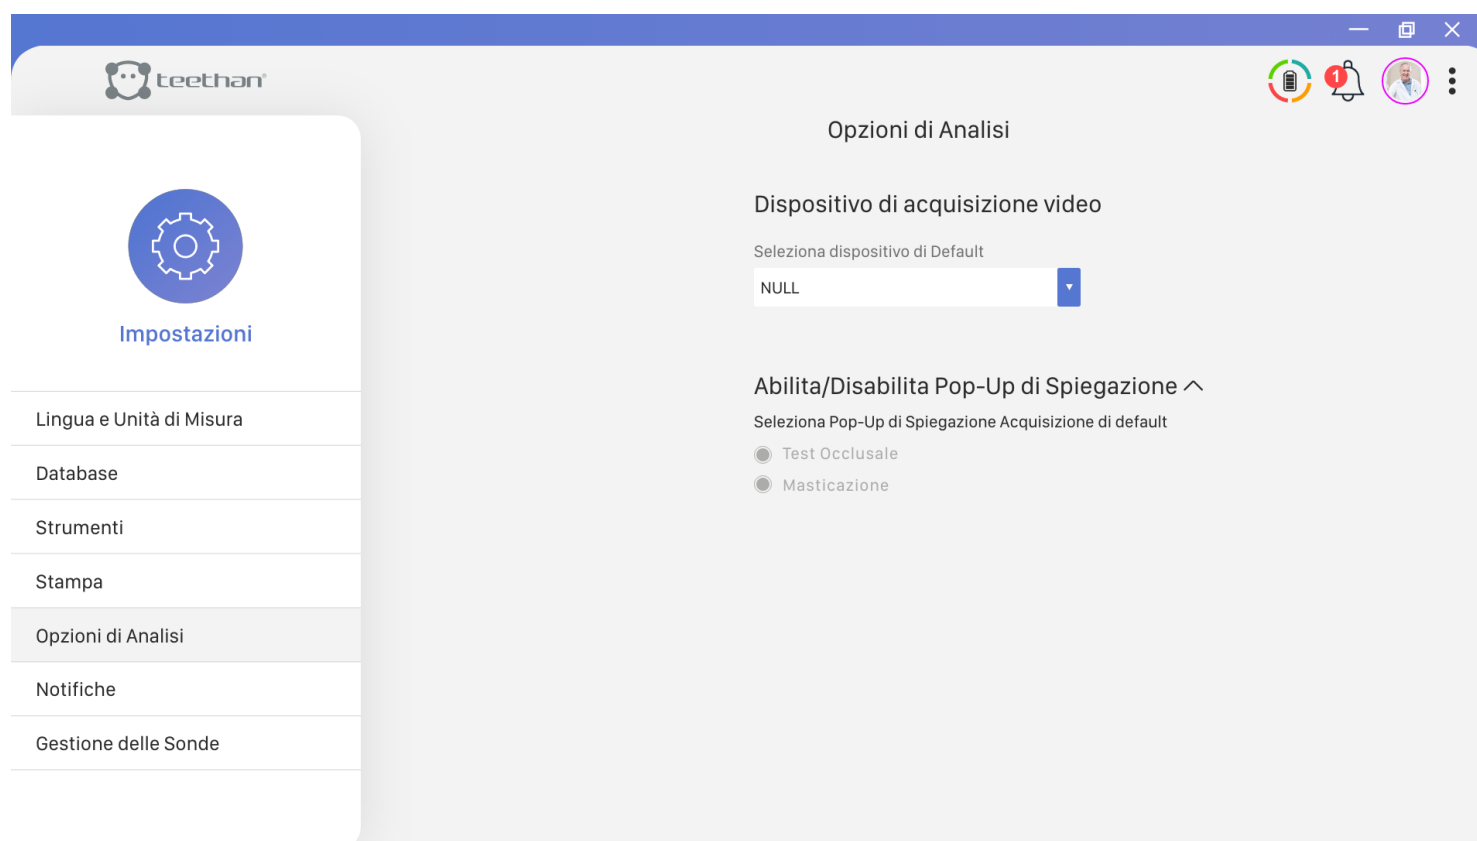 teethan®
1
Opzioni di Analisi
Impostazioni
Lingua e Unità di Misura
Database
Strumenti
Stampa
Opzioni di Analisi
Notifiche
Gestione delle Sonde
Dispositivo di acquisizione video
Seleziona dispositivo di Default
NULL
Abilita/Disabilita Pop-Up di Spiegazione
Seleziona Pop-Up di Spiegazione Acquisizione di default
Test Occlusale
Masticazione